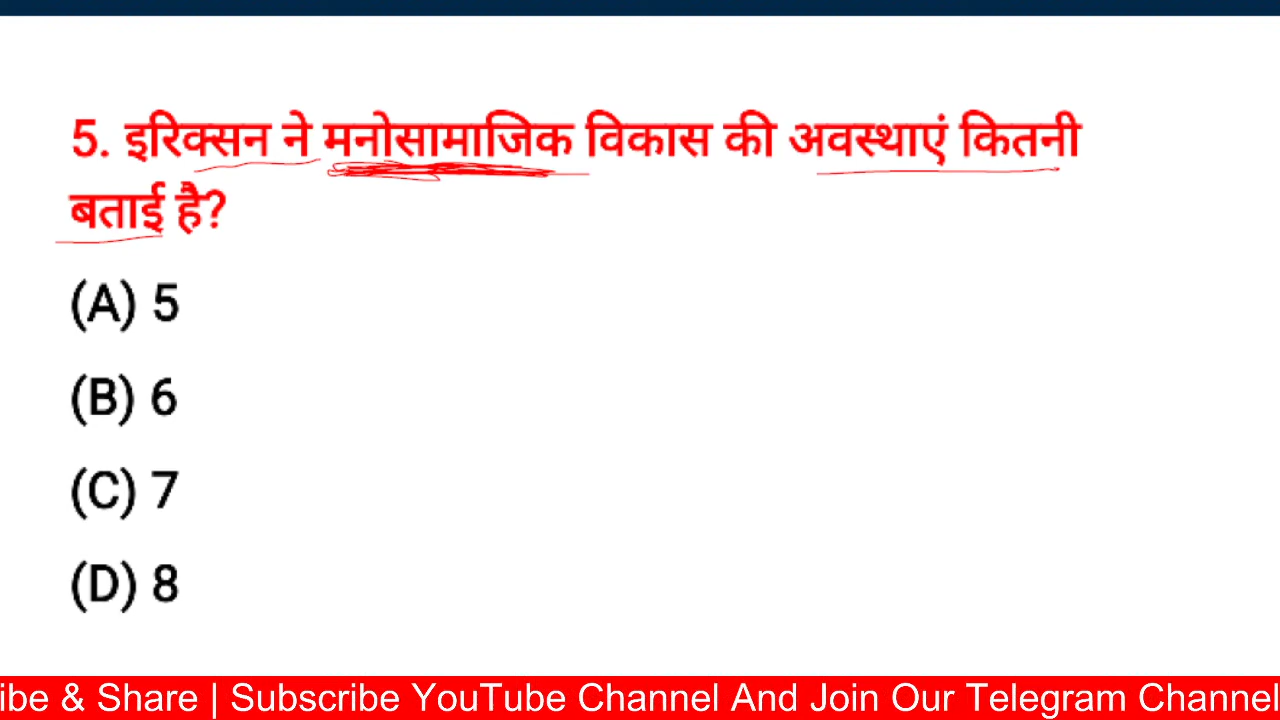 5. इरिक्सन ने मनोसामाजिक विकास की अवस्थाएं कितनी
बताई है?
(A) 5
(B) 6
(C) 7
(D) 8
ibe & Share | Subscribe YouTube Channel And Join Our Telegram Channel